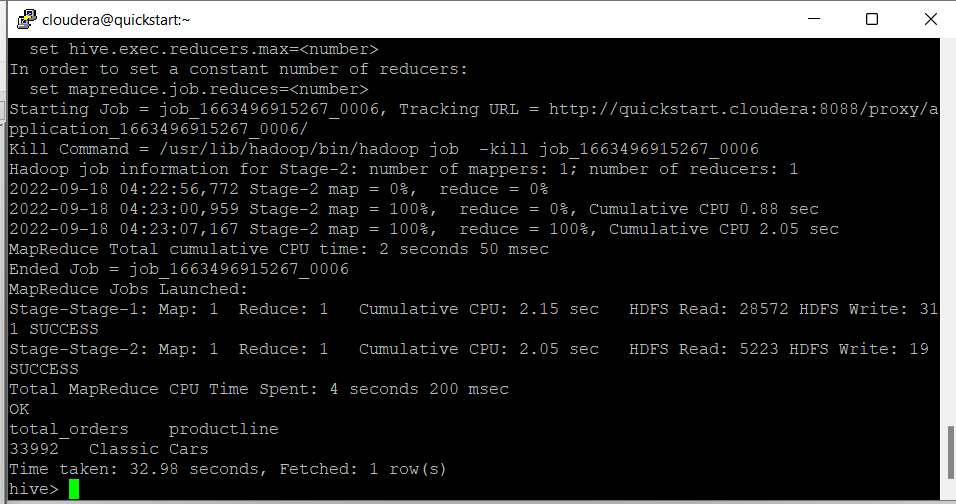 cloudera@quickstart:~
set hive.exec.reducers.max=<number>
In order to set a constant number of reducers:
set mapreduce.job.reduces=<number>
Starting Job = job_1663496915267_0006, Tracking URL = http://quickstart.cloudera:8088/proxy/a
pplication_1663496915267_0006/
Kill Command = /usr/lib/hadoop/bin/hadoop job  -kill job_1663496915267_0006
Hadoop job information for Stage-2: number of mappers: 1; number of reducers: 1
2022-09-18 04:22:56,772 Stage-2 map = 0%,  reduce = 0%
2022-09-18 04:23:00,959 Stage-2 map = 100%,  reduce = 0%, Cumulative CPU 0.88 sec
2022-09-18 04:23:07,167 Stage-2 map = 100%,  reduce = 100%, Cumulative CPU 2.05 sec
MapReduce Total cumulative CPU time: 2 seconds 50 msec
Ended Job = job_1663496915267_0006
MapReduce Jobs Launched:
Stage-Stage-1: Map: 1  Reduce: 1   Cumulative CPU: 2.15 sec   HDFS Read: 28572 HDFS Write: 31
1 SUCCESS
Stage-Stage-2: Map: 1  Reduce: 1   Cumulative CPU: 2.05 sec   HDFS Read: 5223 HDFS Write: 19
SUCCESS
Total MapReduce CPU Time Spent: 4 seconds 200 msec
OK
total_orders    productline
33992   Classic Cars
Time taken: 32.98 seconds, Fetched: 1 row(s)
hive>